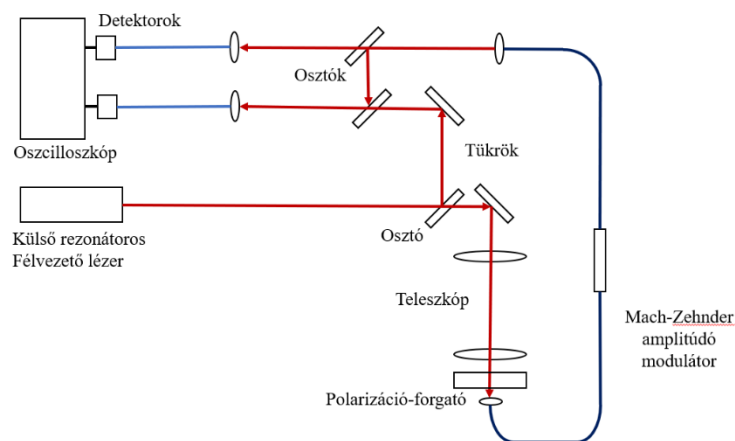 Detektorok
Osztók
Oszcilloszkóp
Tükrök
Külső rezonátoros
Félvezető lézer
Osztó
Teleszkóp
Mach-Zehnder
amplitúdó
modulátor
Polarizáció-forgató